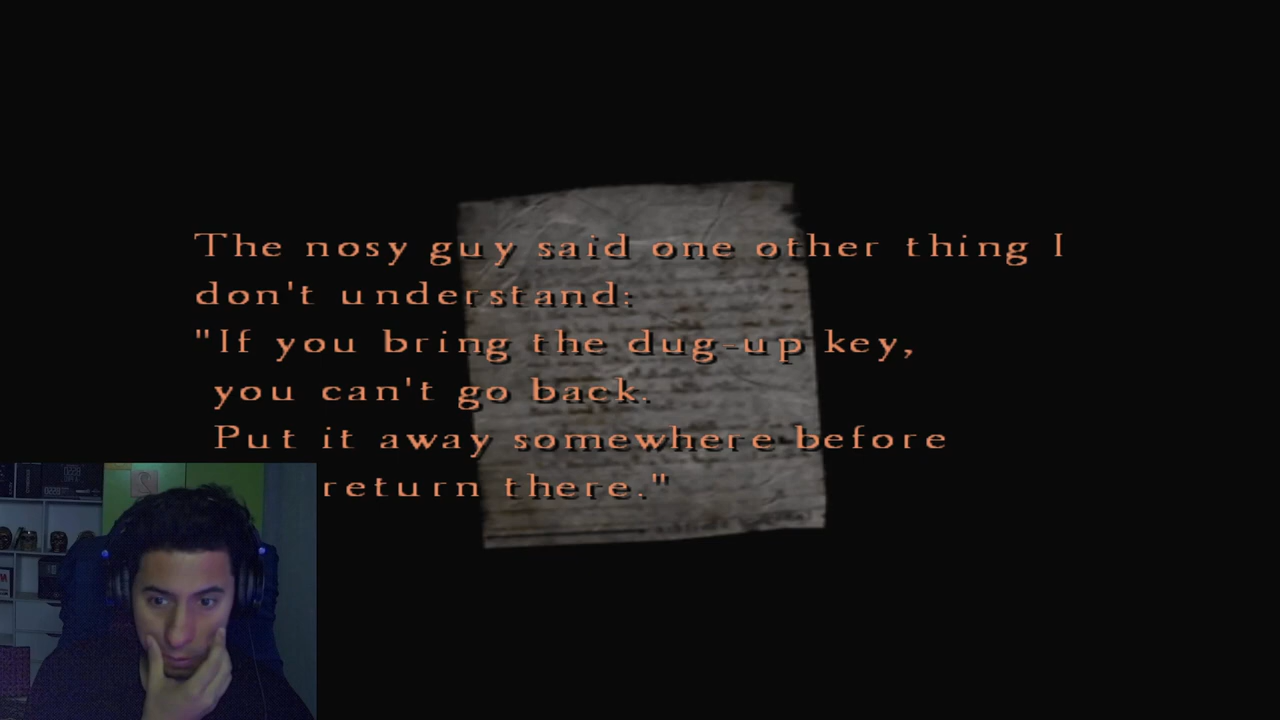 The nosy guy said one other thing I
don't understand:
"If you bring the dug-up key,
you can't go back.
Put it away somewhere before
return there."